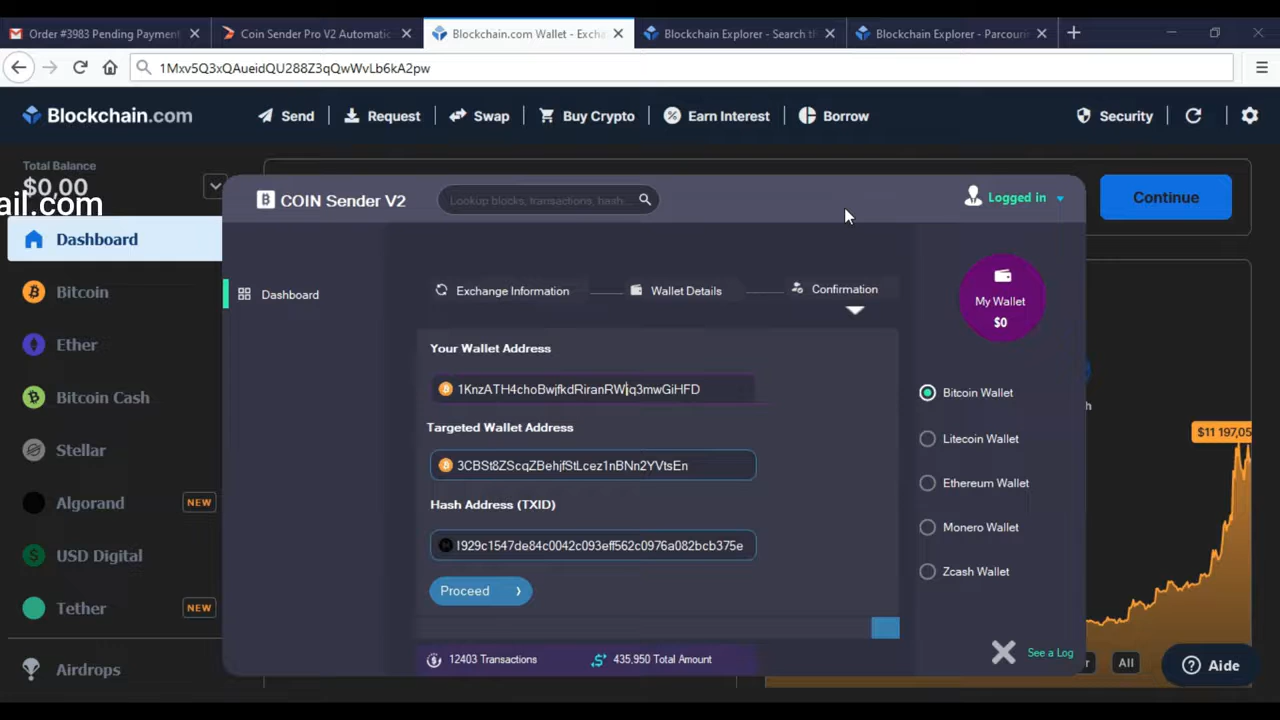 Order #3983 Pending Payment
Coin Sender Pro V2 Automatic
Blockchain.com Wallet - Excha
Blockchain Explorer - Search th
Blockchain Explorer - Parcouri
1Mxv5Q3xQAueidQU288Z3qQwWvLb6kA2pw
Blockchain.com
Send
Request
Swap
Buy Crypto
Earn Interest
Borrow
Security
Total Balance
$0,00
ail.com
COIN Sender V2
Lookup blocks, transactions, hash...
Logged in
Continue
Dashboard
Bitcoin
Ether
Bitcoin Cash
Stellar
Algorand NEW
USD Digital
Tether NEW
Airdrops
Dashboard
Exchange Information
Wallet Details
Confirmation
Your Wallet Address
1KnzATH4choBwjfkdRiranRWiq3mwGiHFD
Targeted Wallet Address
3CBSt8ZScqZBehjfStLcez1nBNn2YVtsEn
Hash Address (TXID)
l929c1547de84c0042c093eff562c0976a082bcb375e
Proceed
12403 Transactions
435,950 Total Amount
My Wallet
$0
Bitcoin Wallet
Litecoin Wallet
Ethereum Wallet
Monero Wallet
Zcash Wallet
See a Log
h
$11 197,05
r
All
Aide